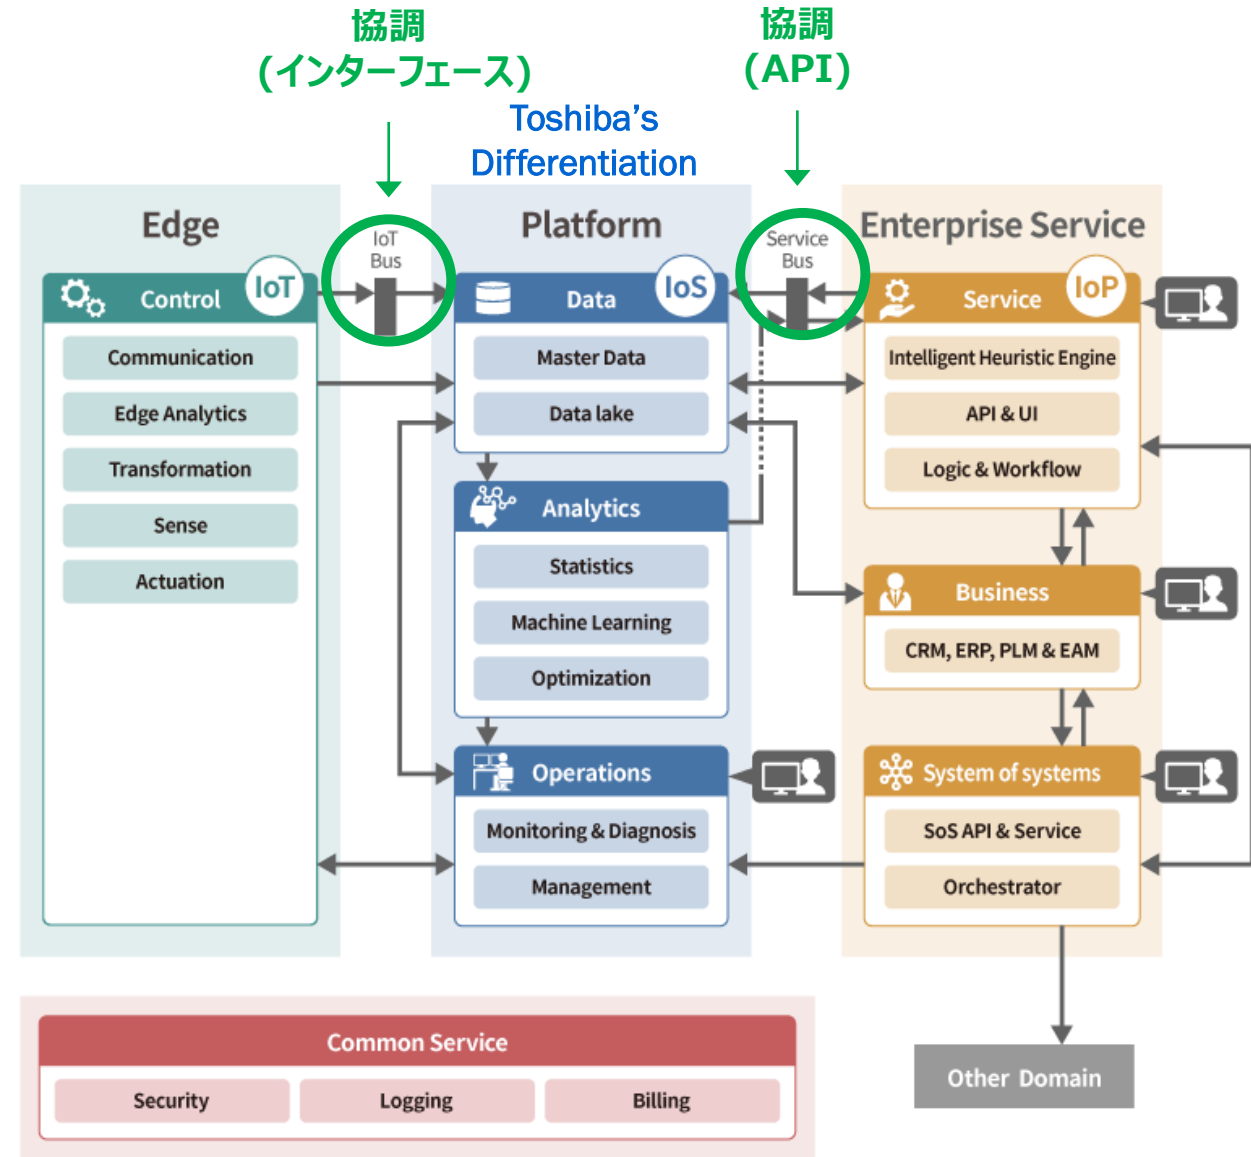 協調
(インターフェース)
協調
(API)
Toshiba's
Differentiation
Edge
IoT
Bus
Platform
Service
Bus
Enterprise Service
Control
IoT
Communication
Edge Analytics
Transformation
Sense
Actuation
Data
IoS
Master Data
Data lake
Analytics
Statistics
Machine Learning
Optimization
Operations
Monitoring & Diagnosis
Management
Service
IoP
Intelligent Heuristic Engine
API & UI
Logic & Workflow
Business
CRM, ERP, PLM & EAM
System of systems
SoS API & Service
Orchestrator
Common Service
Security
Logging
Billing
Other Domain